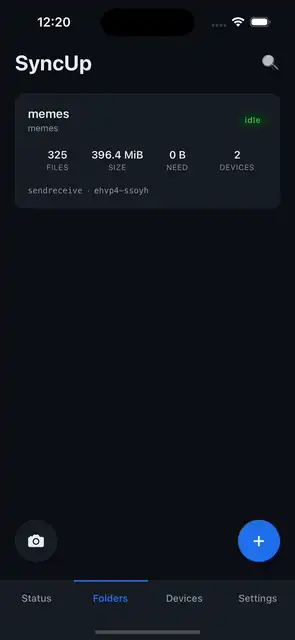 12:20
SyncUp
memes
idle
memes
325 396.4 MiB 0 B 2
FILES SIZE NEED DEVICES
sendreceive · ehvp4-ssoyh
Status Folders Devices Settings